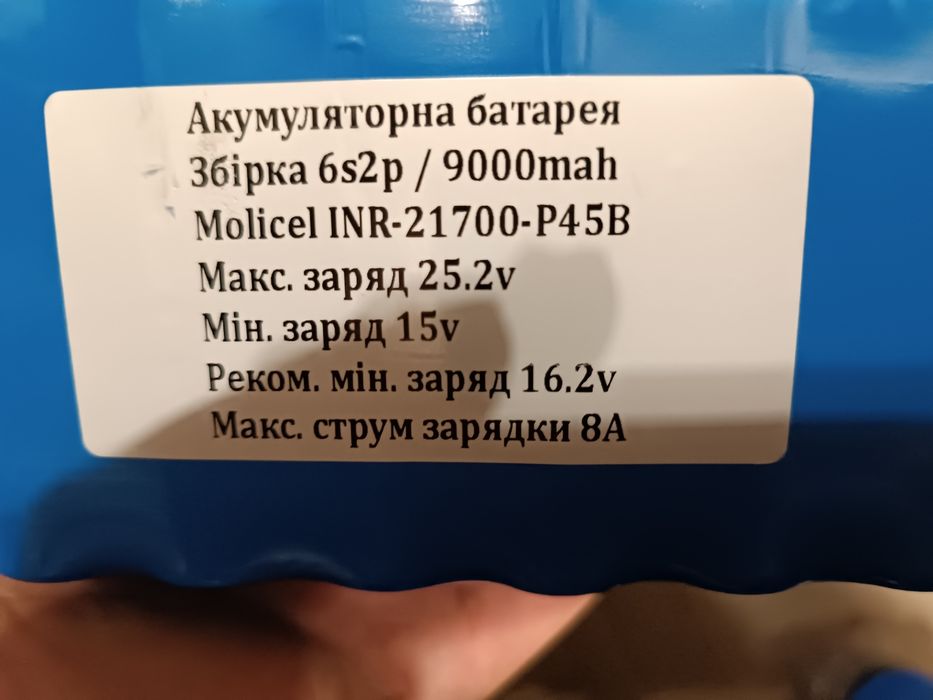 Акумуляторна батарея
Збірка 6s2p / 9000mah
Molicel INR-21700-P45B
Макс. заряд 25.2v
Мін. заряд 15v
Реком. мін. заряд 16.2v
Макс. струм зарядки 8А